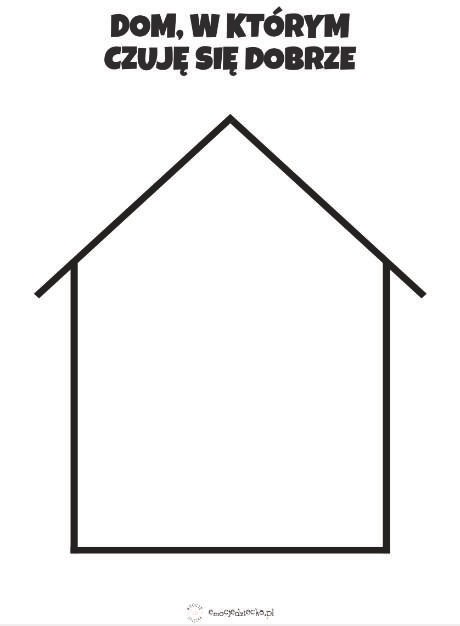 DOM, W KTÓRYM
CZUJĘ SIĘ DOBRZE
emocjedziecka.pl